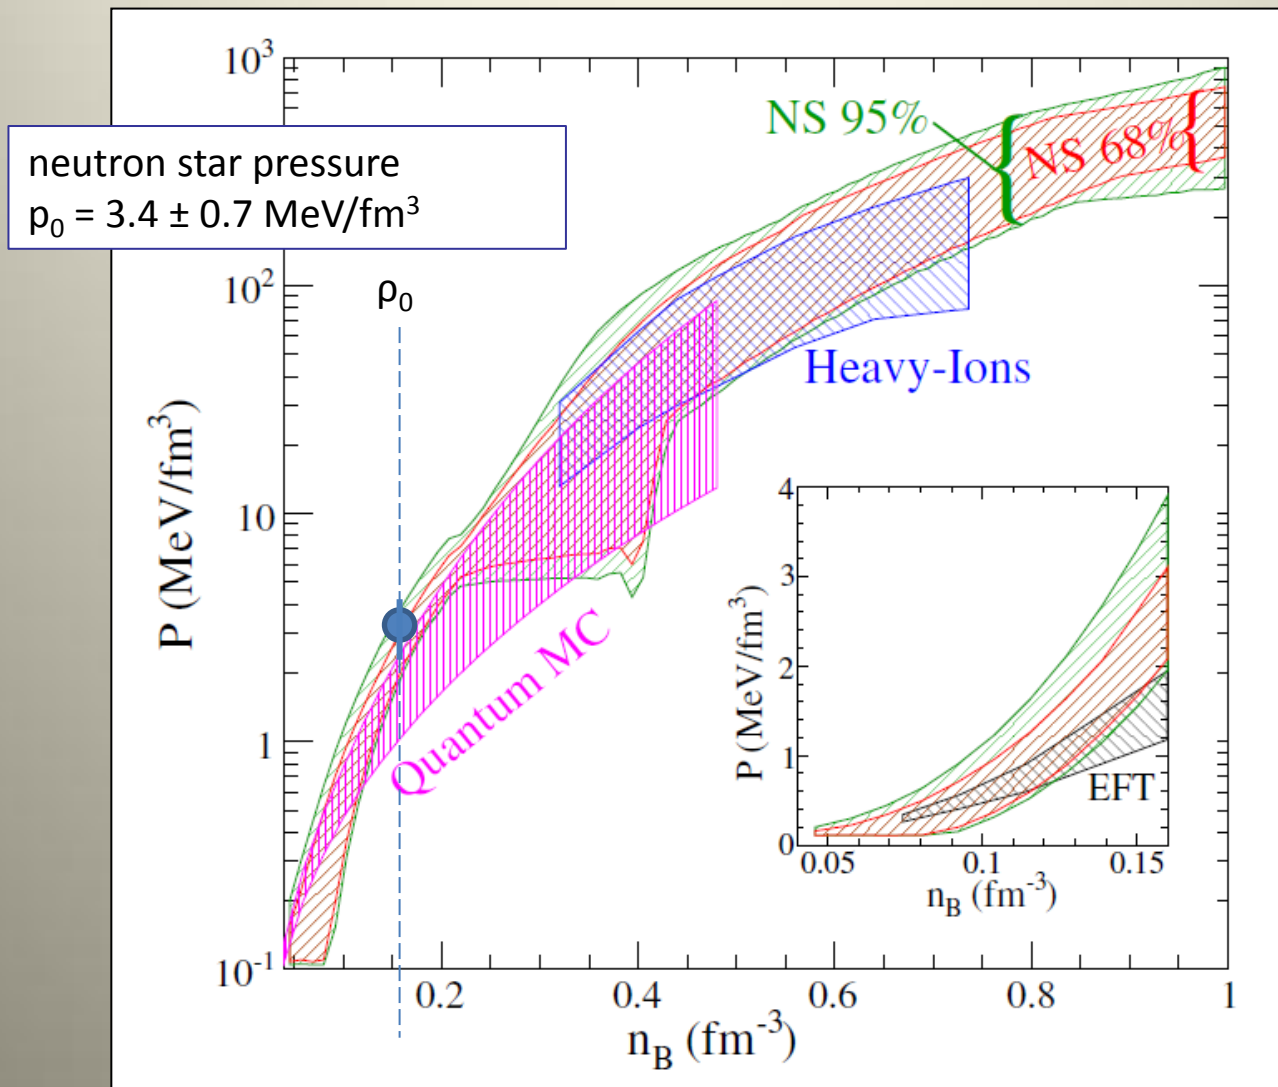 neutron star pressure
p₀ = 3.4 ± 0.7 MeV/fm³
ρ₀
NS 95%
NS 68%
Heavy-Ions
Quantum MC
P (MeV/fm³)
10³
10²
10
1
10⁻¹
0.2
0.4
0.6
0.8
1
n_B (fm⁻³)
P (MeV/fm³)
4
3
2
1
0
EFT
0.05
0.1
0.15
n_B (fm⁻³)